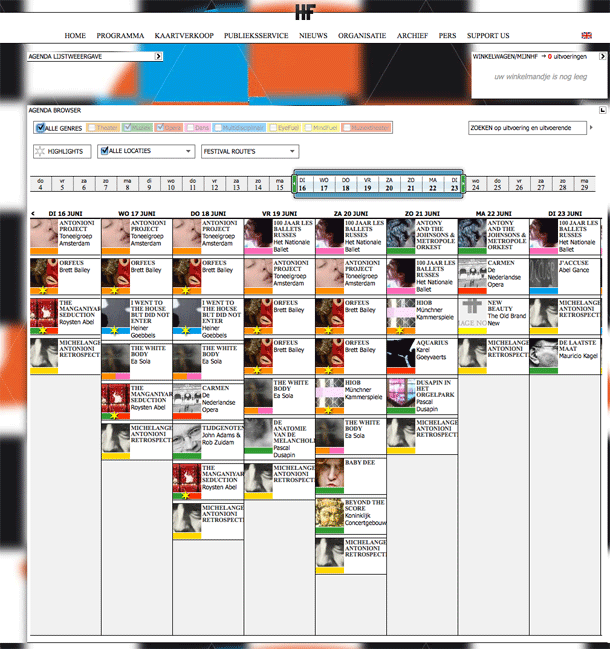 HF
HOME PROGRAMMA KAARTVERKOOP PUBLIEKSSERVICE NIEUWS ORGANISATIE ARCHIEF PERS SUPPORT US
AGENDA LIJSTWEEERGAVE
WINKELWAGEN/MIJNHF → 0 uitvoeringen
uw winkelmandje is nog leeg
AGENDA BROWSER
ALLE GENRES Theater Muziek Opera Dans Multidisciplinair EyeFuel MindFuel Muziektheater
ZOEKEN op uitvoering en uitvoerende
HIGHLIGHTS ALLE LOCATIES FESTIVAL ROUTE'S
do vr za zo ma di wo do vr za zo ma DI WO DO VR ZA ZO MA DI wo do vr za zo ma
4 5 6 7 8 9 10 11 12 13 14 15 16 17 18 19 20 21 22 23 24 25 26 27 28 29
< DI 16 JUNI WO 17 JUNI DO 18 JUNI VR 19 JUNI ZA 20 JUNI ZO 21 JUNI MA 22 JUNI DI 23 JUNI
ANTONIONI
PROJECT
Toneelgroep
Amsterdam
ORFEUS
Brett Bailey
THE
MANGANIYAR
SEDUCTION
Roysten Abel
MICHELANGE
ANTONIONI
RETROSPECT
ANTONIONI
PROJECT
Toneelgroep
Amsterdam
ORFEUS
Brett Bailey
I WENT TO
THE HOUSE
BUT DID NOT
ENTER
Heiner
Goebbels
THE WHITE
BODY
Ea Sola
THE
MANGANIYAR
SEDUCTION
Roysten Abel
MICHELANGE
ANTONIONI
RETROSPECT
ANTONIONI
PROJECT
Toneelgroep
Amsterdam
ORFEUS
Brett Bailey
I WENT TO
THE HOUSE
BUT DID NOT
ENTER
Heiner
Goebbels
THE WHITE
BODY
Ea Sola
CARMEN
De
Nederlandse
Opera
TIJDGENOTEN
John Adams &
Rob Zuidam
THE
MANGANIYAR
SEDUCTION
Roysten Abel
MICHELANGE
ANTONIONI
RETROSPECT
100 JAAR LES
BALLETS
RUSSES
Het Nationale
Ballet
ANTONIONI
PROJECT
Toneelgroep
Amsterdam
ORFEUS
Brett Bailey
ORFEUS
Brett Bailey
THE WHITE
BODY
Ea Sola
DE
ANATOMIE
VAN DE
MELANCHOLI
Pascal
Dusapin
MICHELANGE
ANTONIONI
RETROSPECT
100 JAAR LES
BALLETS
RUSSES
Het Nationale
Ballet
ANTONIONI
PROJECT
Toneelgroep
Amsterdam
ORFEUS
Brett Bailey
ORFEUS
Brett Bailey
HIOB
Münchner
Kammerspiele
THE WHITE
BODY
Ea Sola
BABY DEE
BEYOND THE
SCORE
Koninklijk
Concertgebouw
MICHELANGE
ANTONIONI
RETROSPECT
ANTONY
AND THE
JOHNSONS &
METROPOLE
ORKEST
100 JAAR LES
BALLETS
RUSSES
Het Nationale
Ballet
HIOB
Münchner
Kammerspiele
AQUARIUS
Karel
Goeyvaerts
DUSAPIN IN
HET
ORGELPARK
Pascal
Dusapin
MICHELANGE
ANTONIONI
RETROSPECT
ANTONY
AND THE
JOHNSONS &
METROPOLE
ORKEST
CARMEN
De
Nederlandse
Opera
AGE NO
NEW
BEAUTY
The Old Brand
New
MICHELANGE
ANTONIONI
RETROSPECT
100 JAAR LES
BALLETS
RUSSES
Het Nationale
Ballet
J'ACCUSE
Abel Gance
MICHELANGE
ANTONIONI
RETROSPECT
DE LAATSTE
MAAT
Mauricio Kagel